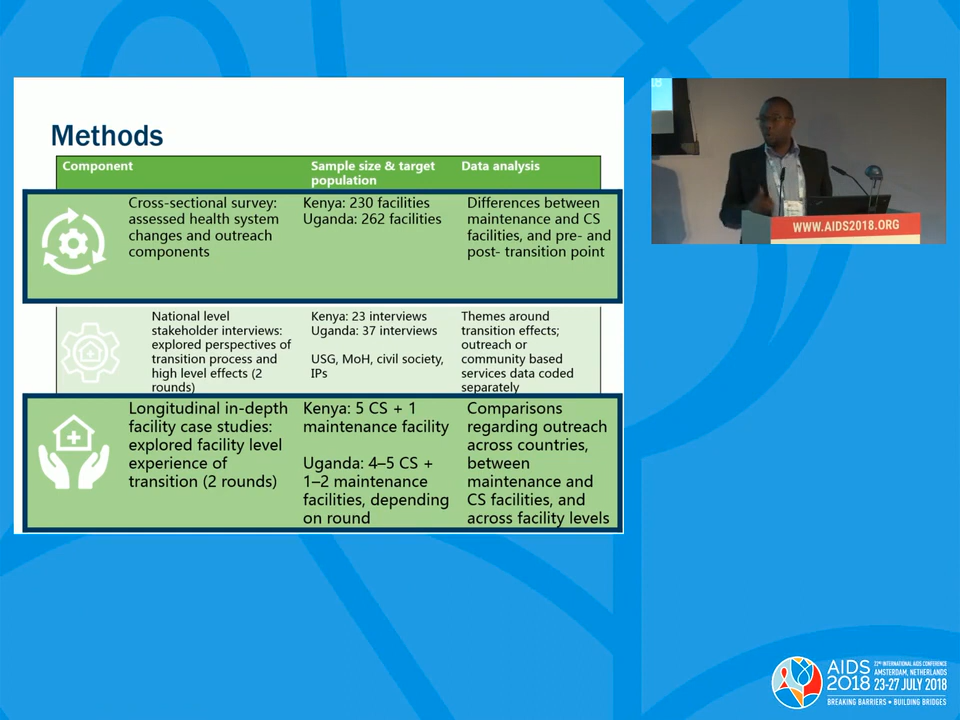 Methods
Component
Sample size & target
population
Data analysis
Cross-sectional survey:
assessed health system
changes and outreach
components
Kenya: 230 facilities
Uganda: 262 facilities
Differences between
maintenance and CS
facilities, and pre- and
post- transition point
National level
stakeholder interviews:
explored perspectives of
transition process and
high level effects (2
rounds)
Kenya: 23 interviews
Uganda: 37 interviews
USG, MoH, civil society,
IPs
Themes around
transition effects;
outreach or
community based
services data coded
separately
Longitudinal in-depth
facility case studies:
explored facility level
experience of
transition (2 rounds)
Kenya: 5 CS + 1
maintenance facility
Uganda: 4–5 CS +
1–2 maintenance
facilities, depending
on round
Comparisons
regarding outreach
across countries,
between
maintenance and
CS facilities, and
across facility levels
18
WWW.AIDS2018.ORG
AIDS
2018
22ND INTERNATIONAL AIDS CONFERENCE
AMSTERDAM, NETHERLANDS
23-27 JULY 2018
BREAKING BARRIERS • BUILDING BRIDGES